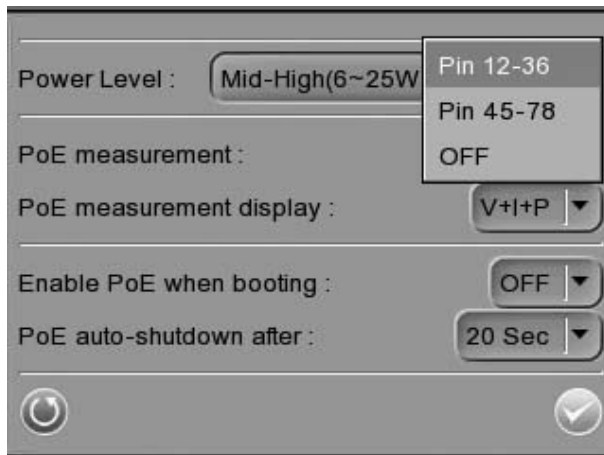 Power Level : Mid-High(6~25W
Pin 12-36
Pin 45-78
OFF
PoE measurement :
PoE measurement display : V+I+P
Enable PoE when booting : OFF
PoE auto-shutdown after : 20 Sec